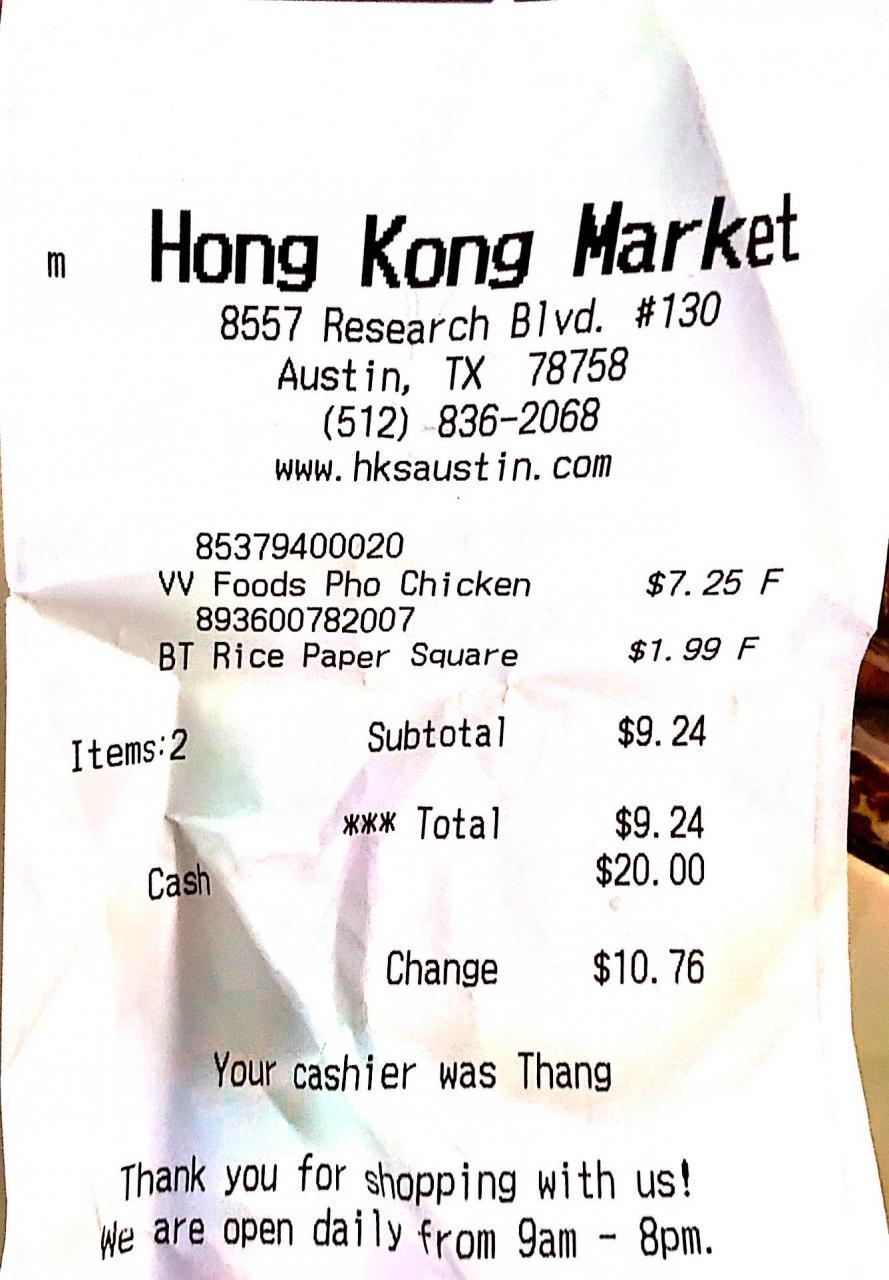 m Hong Kong Market
8557 Research Blvd. #130
Austin, TX 78758
(512) 836-2068
www.hksaustin.com
85379400020
VV Foods Pho Chicken $7.25 F
893600782007
BT Rice Paper Square $1.99 F
Items:2 Subtotal $9.24
*** Total $9.24
Cash $20.00
Change $10.76
Your cashier was Thang
Thank you for shopping with us!
We are open daily from 9am - 8pm.